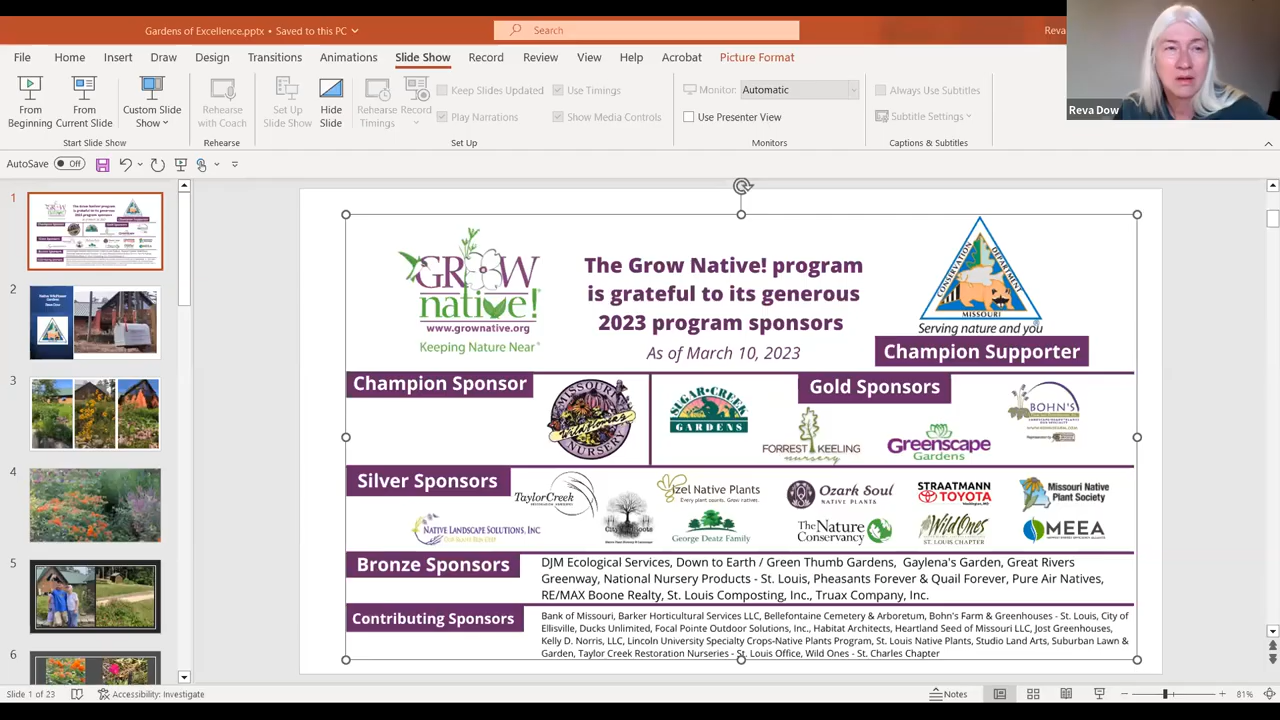 Gardens of Excellence.pptx • Saved to this PC
Search
Reva
File Home Insert Draw Design Transitions Animations Slide Show Record Review View Help Acrobat Picture Format
From Beginning
From Current Slide
Custom Slide Show
Rehearse with Coach
Set Up Slide Show
Hide Slide
Rehearse Timings
Record
Keep Slides Updated
Play Narrations
Use Timings
Show Media Controls
Monitor: Automatic
Use Presenter View
Always Use Subtitles
Subtitle Settings
Reva Dow
Start Slide Show
Rehearse
Set Up
Monitors
Captions & Subtitles
AutoSave Off
1
2
3
4
5
6
GROW
native!
www.grownative.org
Keeping Nature Near
The Grow Native! program
is grateful to its generous
2023 program sponsors
As of March 10, 2023
CONSERVATION DEPARTMENT
MISSOURI
Serving nature and you
Champion Supporter
Champion Sponsor
MISSOURI
Wildflowers
NURSERY
SUGAR CREEK
GARDENS
Gold Sponsors
FORREST KEELING
nursery
Greenscape
Gardens
BOHN'S
Silver Sponsors
Taylor Creek
Izel Native Plants
Every plant counts. Grow natives.
Ozark Soul
NATIVE PLANTS
STRAATMANN
TOYOTA
Missouri Native
Plant Society
NATIVE LANDSCAPE SOLUTIONS, INC
George Deatz Family
The Nature
Conservancy
Wild Ones
ST. LOUIS CHAPTER
MEEA
Bronze Sponsors
DJM Ecological Services, Down to Earth / Green Thumb Gardens, Gaylena's Garden, Great Rivers
Greenway, National Nursery Products - St. Louis, Pheasants Forever & Quail Forever, Pure Air Natives,
RE/MAX Boone Realty, St. Louis Composting, Inc., Truax Company, Inc.
Contributing Sponsors
Bank of Missouri, Barker Horticultural Services LLC, Bellefontaine Cemetery & Arboretum, Bohn's Farm & Greenhouses - St. Louis, City of
Ellisville, Ducks Unlimited, Focal Pointe Outdoor Solutions, Inc., Habitat Architects, Heartland Seed of Missouri LLC, Jost Greenhouses,
Kelly D. Norris, LLC, Lincoln University Specialty Crops-Native Plants Program, St. Louis Native Plants, Studio Land Arts, Suburban Lawn &
Garden, Taylor Creek Restoration Nurseries - St. Louis Office, Wild Ones - St. Charles Chapter
Slide 1 of 23
Accessibility: Investigate
Notes
81%